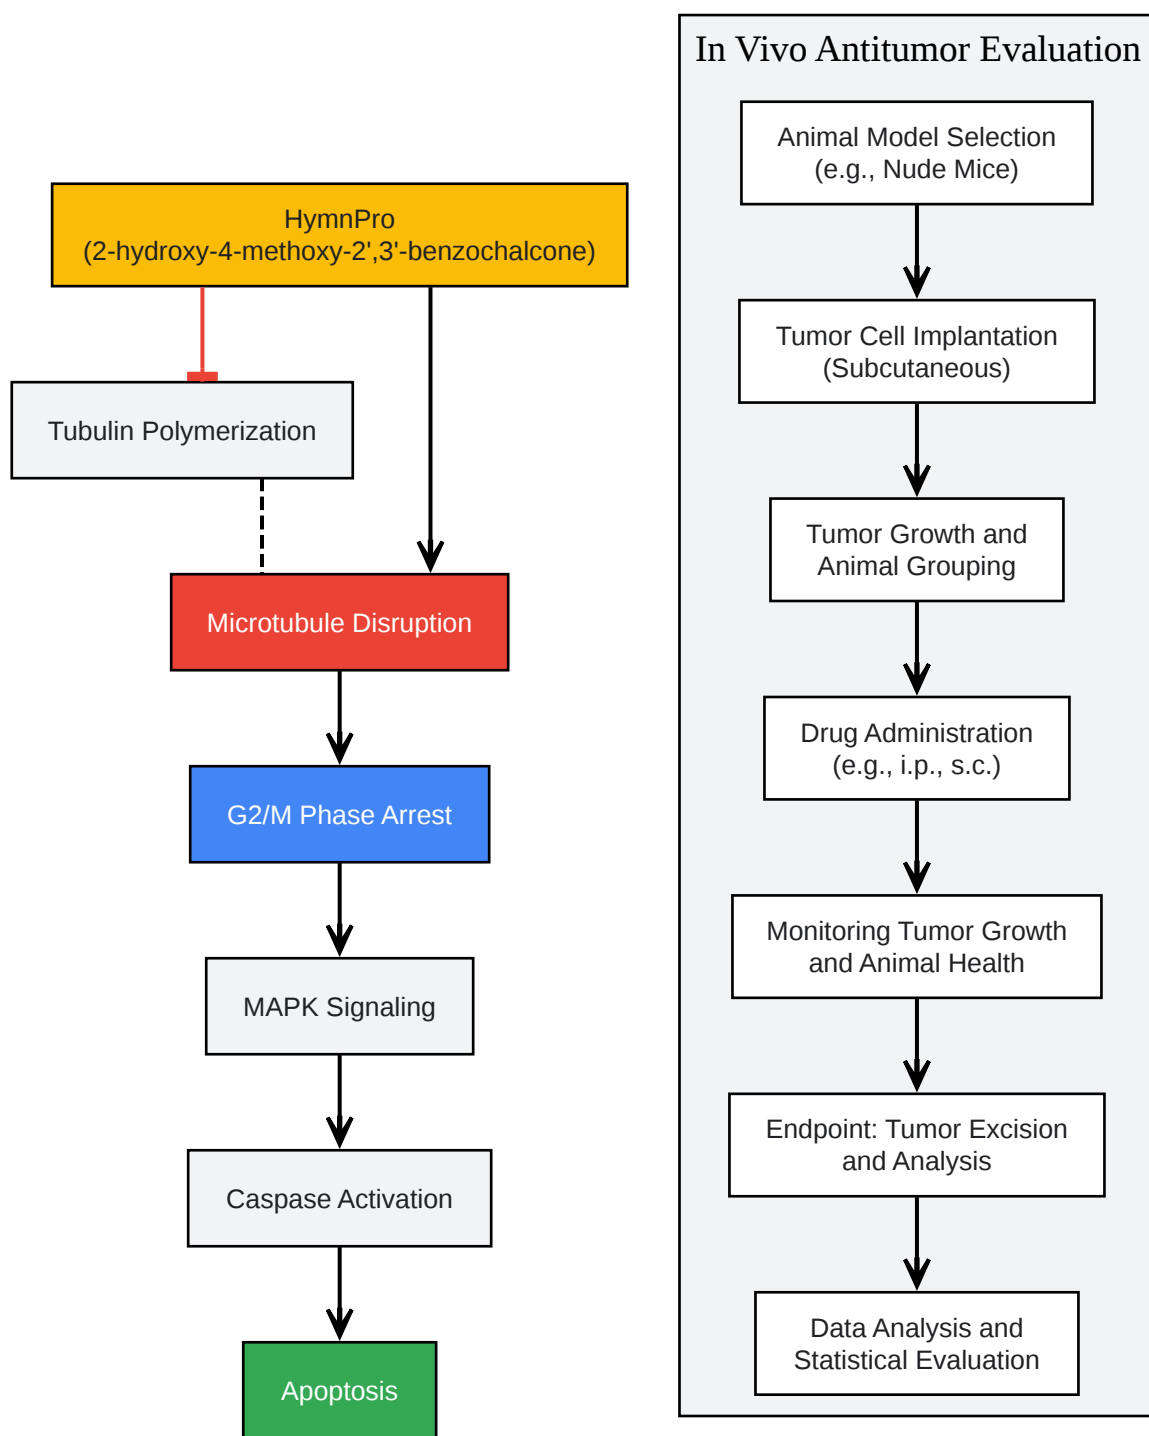 HymnPro
(2-hydroxy-4-methoxy-2',3'-benzochalcone)
Tubulin Polymerization
Microtubule Disruption
G2/M Phase Arrest
MAPK Signaling
Caspase Activation
Apoptosis
In Vivo Antitumor Evaluation
Animal Model Selection
(e.g., Nude Mice)
Tumor Cell Implantation
(Subcutaneous)
Tumor Growth and
Animal Grouping
Drug Administration
(e.g., i.p., s.c.)
Monitoring Tumor Growth
and Animal Health
Endpoint: Tumor Excision
and Analysis
Data Analysis and
Statistical Evaluation